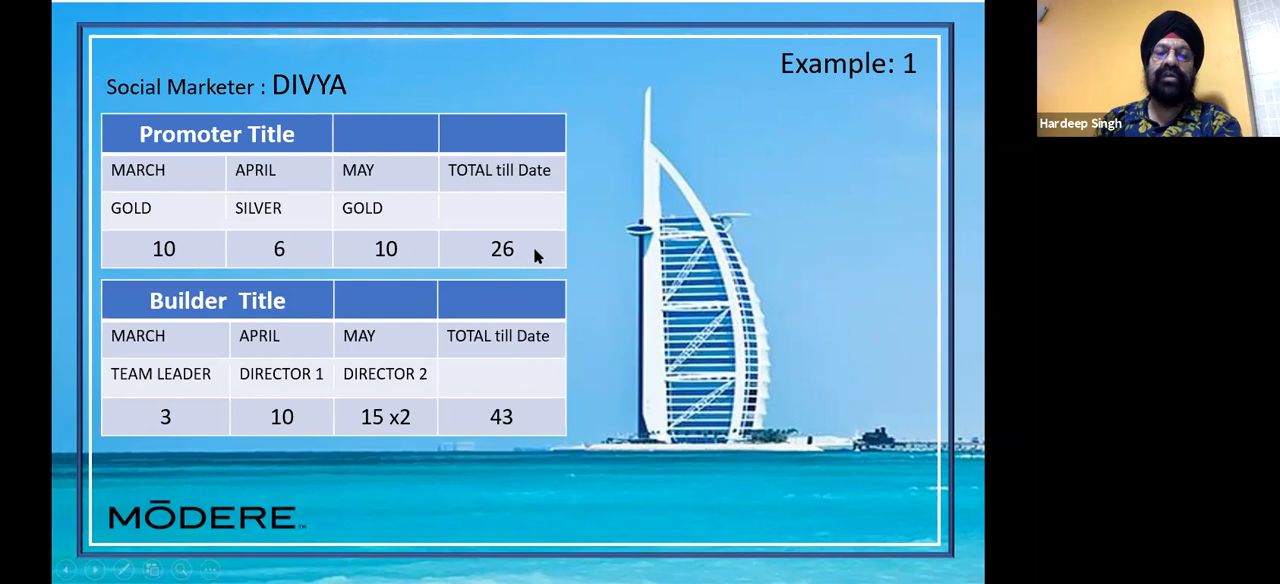 Example: 1
Social Marketer : DIVYA
Promoter Title
MARCH APRIL MAY TOTAL till Date
GOLD SILVER GOLD
10 6 10 26
Builder Title
MARCH APRIL MAY TOTAL till Date
TEAM LEADER DIRECTOR 1 DIRECTOR 2
3 10 15 x2 43
MŌDERE™
Hardeep Singh